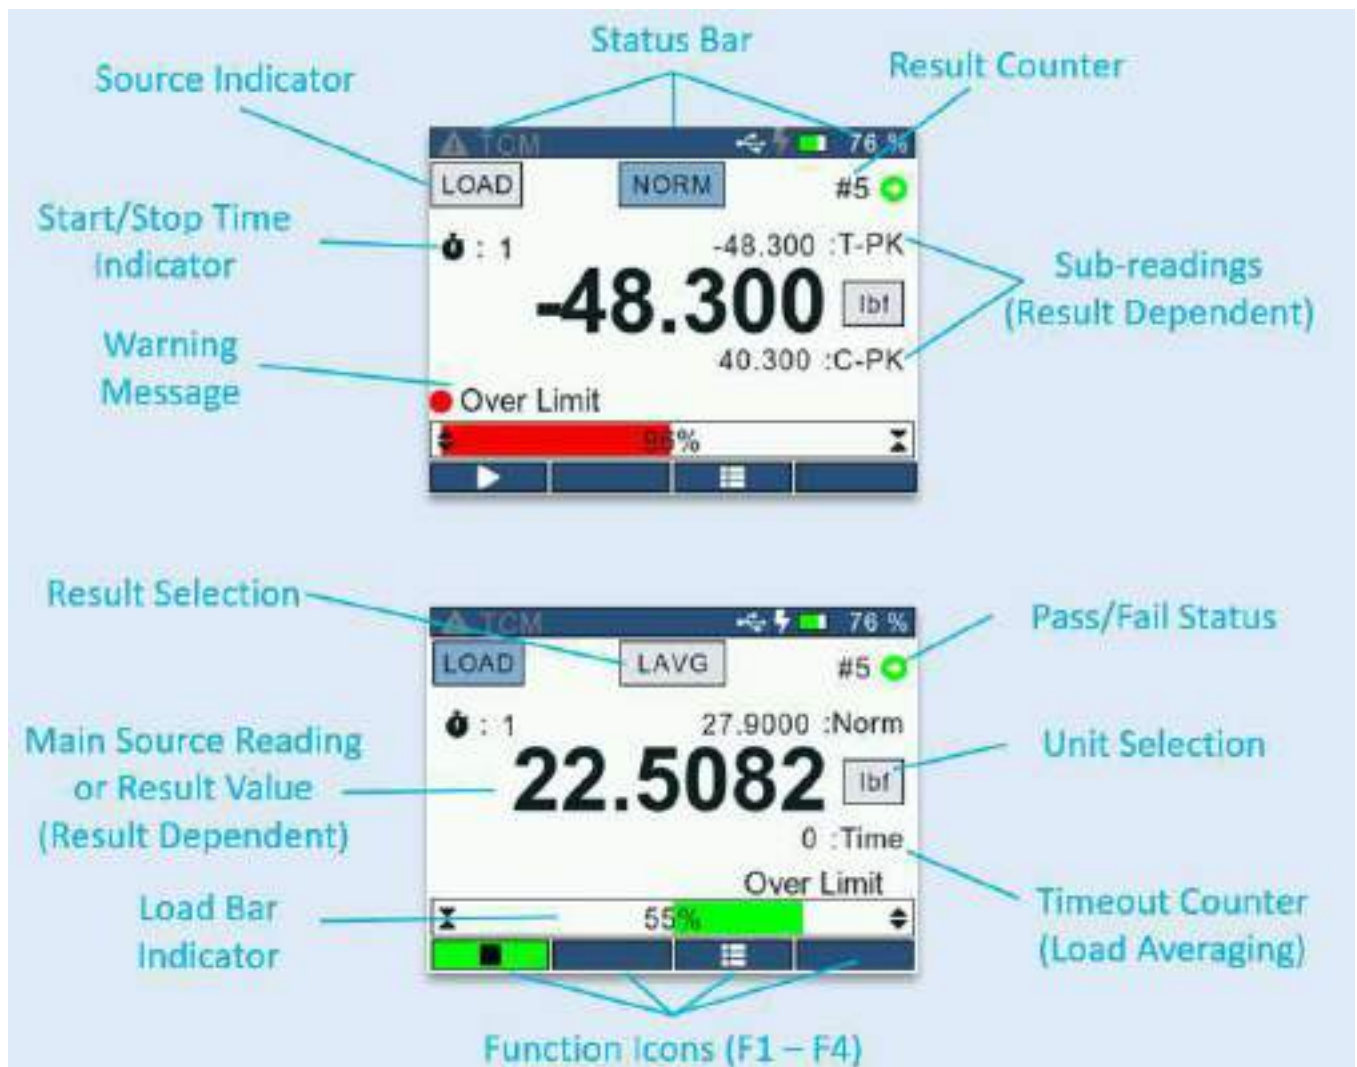 Status Bar
Source Indicator
Result Counter
TCM 76 %
LOAD NORM #5
Start/Stop Time
Indicator
: 1
-48.300 :T-PK
-48.300 lbf
40.300 :C-PK
Sub-readings
(Result Dependent)
Warning
Message
Over Limit
96%
Result Selection
TCM 76 %
LOAD LAVG #5
Pass/Fail Status
: 1
27.9000 :Norm
Main Source Reading
or Result Value
(Result Dependent)
22.5082 lbf
Unit Selection
0 :Time
Over Limit
Load Bar
Indicator
55%
Timeout Counter
(Load Averaging)
Function Icons (F1 – F4)